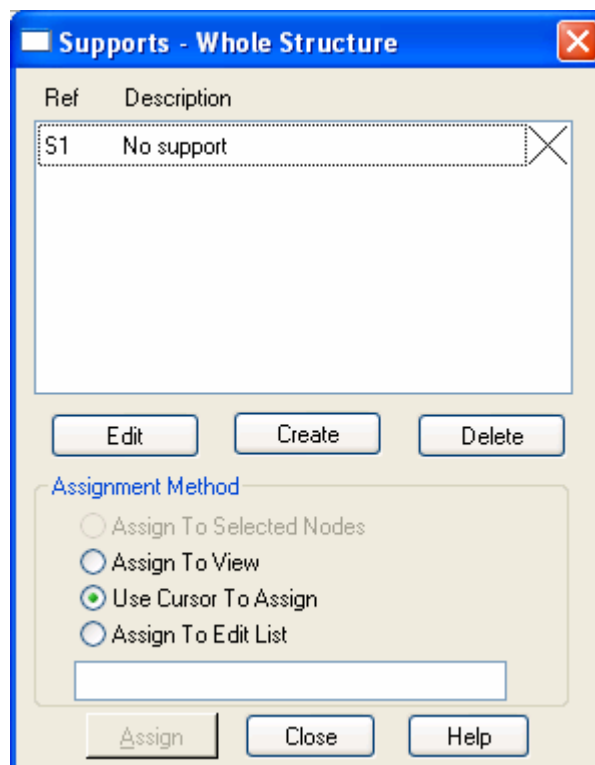 Supports - Whole Structure
Ref Description
S1 No support
Edit Create Delete
Assignment Method
Assign To Selected Nodes
Assign To View
Use Cursor To Assign
Assign To Edit List
Assign Close Help